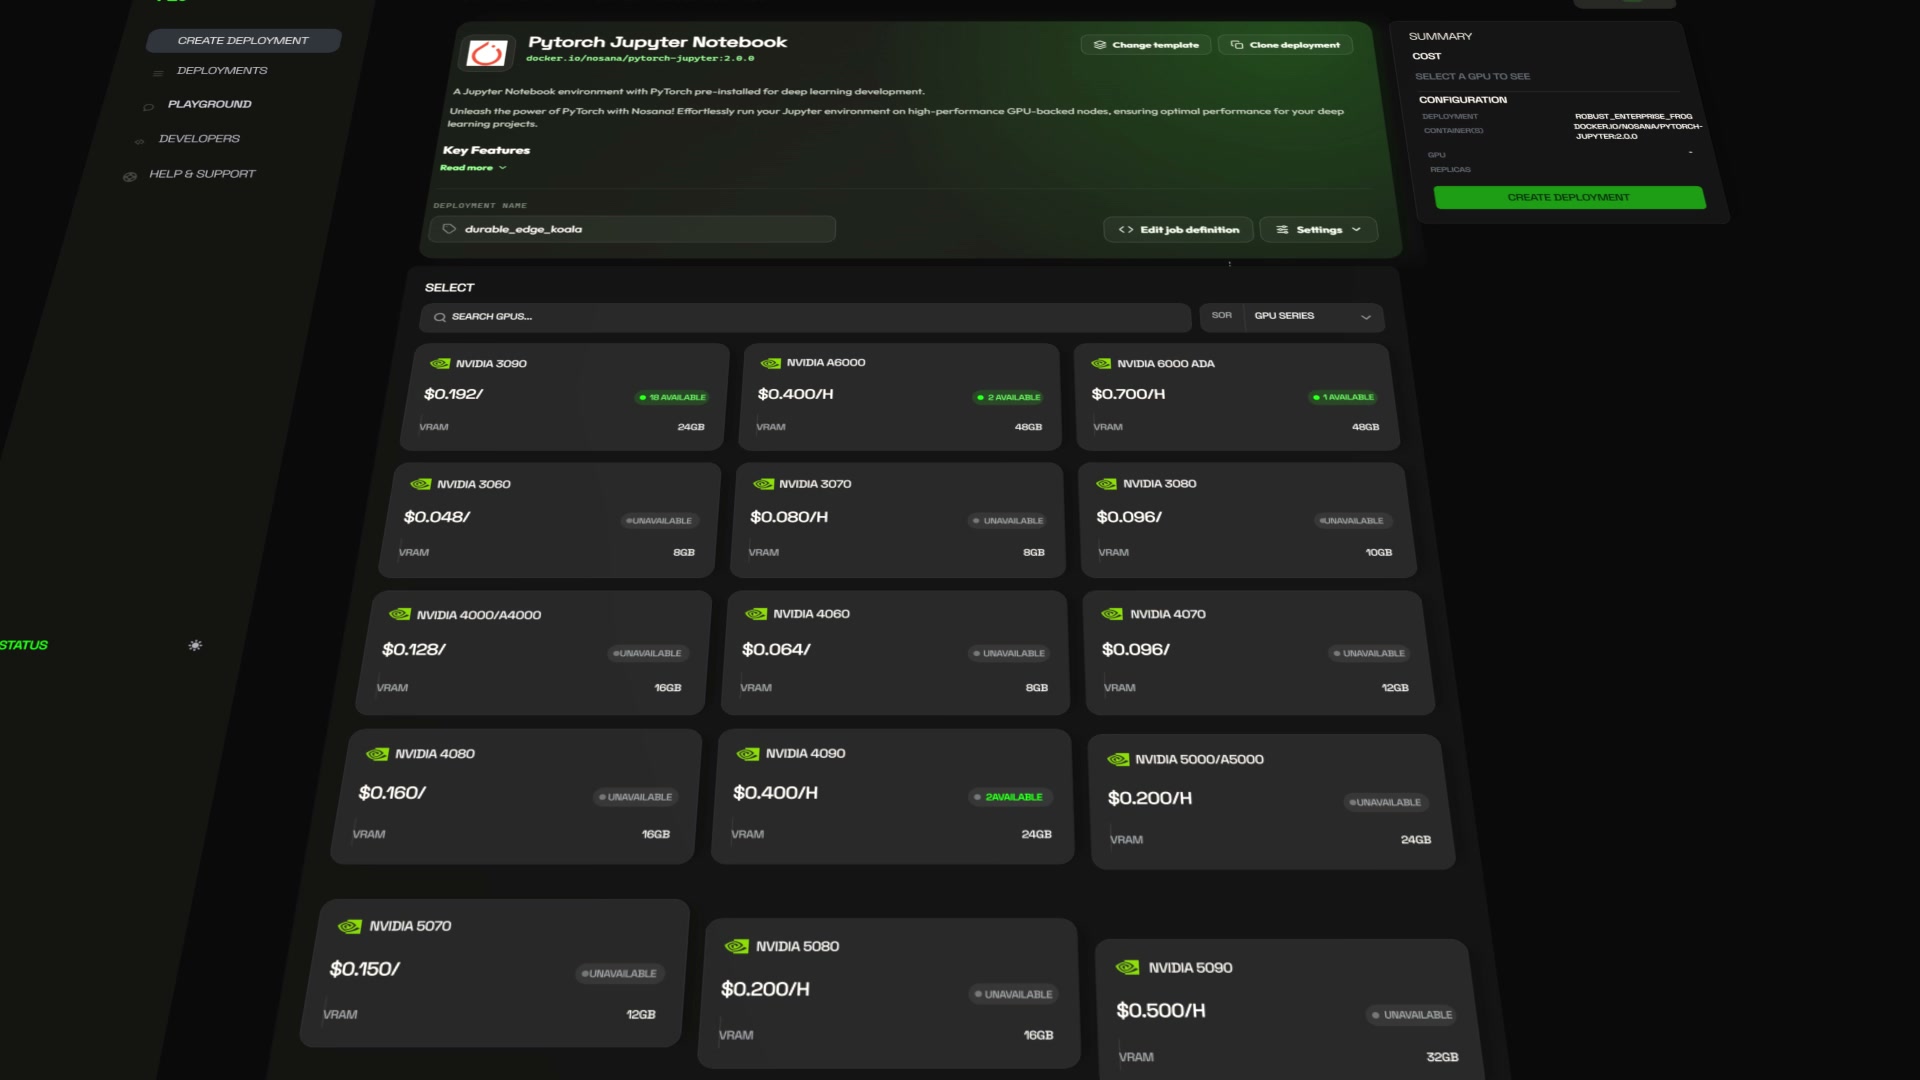 CREATE DEPLOYMENT
DEPLOYMENTS
PLAYGROUND
DEVELOPERS
HELP & SUPPORT
STATUS
Pytorch Jupyter Notebook
docker.io/nosana/pytorch-jupyter:2.0.0
Change template
Clone deployment
A Jupyter Notebook environment with PyTorch pre-installed for deep learning development.
Unleash the power of PyTorch with Nosana! Effortlessly run your Jupyter environment on high-performance GPU-backed nodes, ensuring optimal performance for your deep
learning projects.
Key Features
Read more
DEPLOYMENT NAME
durable_edge_koala
Edit job definition
Settings
SUMMARY
COST
SELECT A GPU TO SEE
CONFIGURATION
DEPLOYMENT ROBUST_ENTERPRISE_FROG
CONTAINER(S) DOCKER.IO/NOSANA/PYTORCH-
JUPYTER:2.0.0
GPU -
REPLICAS
CREATE DEPLOYMENT
SELECT
SEARCH GPUS...
SOR GPU SERIES
NVIDIA 3090
$0.192/
18 AVAILABLE
VRAM 24GB
NVIDIA A6000
$0.400/H
2 AVAILABLE
VRAM 48GB
NVIDIA 6000 ADA
$0.700/H
1 AVAILABLE
VRAM 48GB
NVIDIA 3060
$0.048/
UNAVAILABLE
VRAM 8GB
NVIDIA 3070
$0.080/H
UNAVAILABLE
VRAM 8GB
NVIDIA 3080
$0.096/
UNAVAILABLE
VRAM 10GB
NVIDIA 4000/A4000
$0.128/
UNAVAILABLE
VRAM 16GB
NVIDIA 4060
$0.064/
UNAVAILABLE
VRAM 8GB
NVIDIA 4070
$0.096/
UNAVAILABLE
VRAM 12GB
NVIDIA 4080
$0.160/
UNAVAILABLE
VRAM 16GB
NVIDIA 4090
$0.400/H
2AVAILABLE
VRAM 24GB
NVIDIA 5000/A5000
$0.200/H
UNAVAILABLE
VRAM 24GB
NVIDIA 5070
$0.150/
UNAVAILABLE
VRAM 12GB
NVIDIA 5080
$0.200/H
UNAVAILABLE
VRAM 16GB
NVIDIA 5090
$0.500/H
UNAVAILABLE
VRAM 32GB